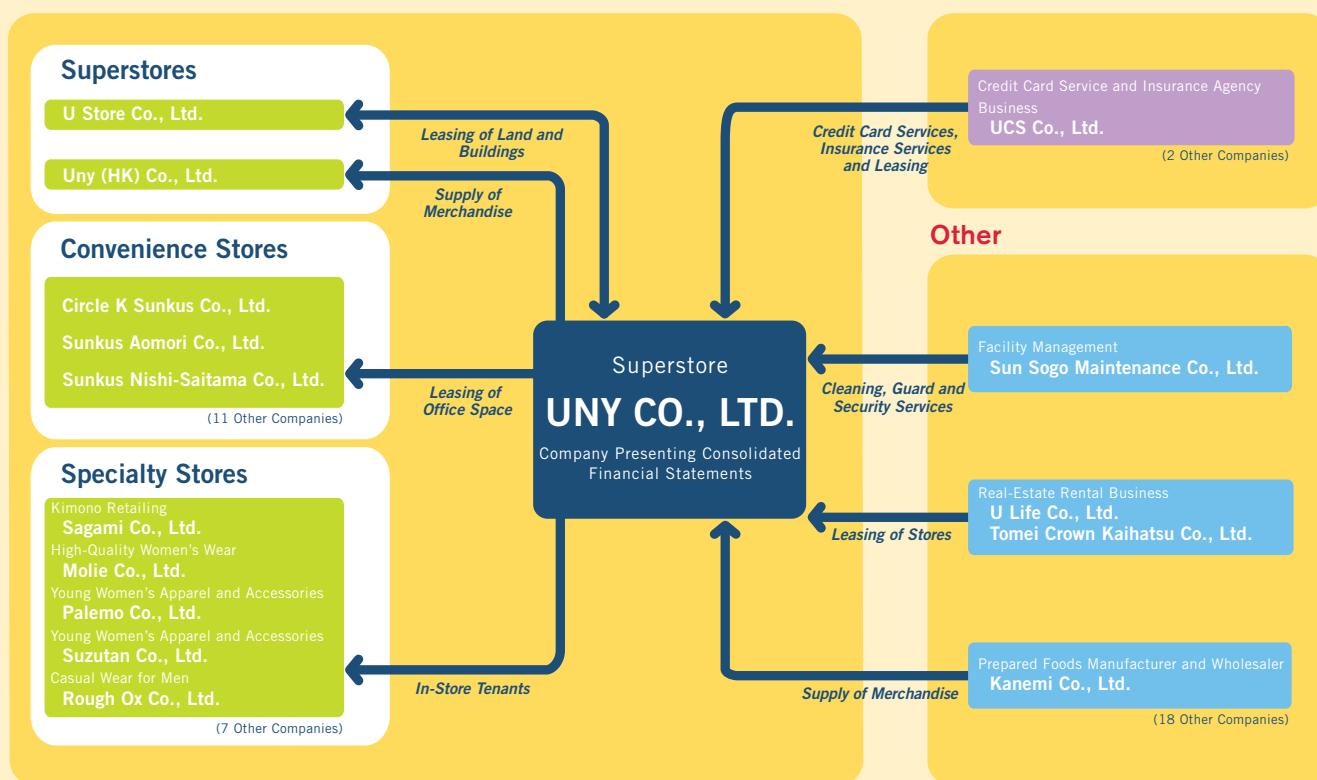 Superstores
U Store Co., Ltd.
Uny (HK) Co., Ltd.
Leasing of Land and
Buildings
Supply of
Merchandise
Convenience Stores
Circle K Sunkus Co., Ltd.
Sunkus Aomori Co., Ltd.
Sunkus Nishi-Saitama Co., Ltd.
(11 Other Companies)
Leasing of
Office Space
Specialty Stores
Kimono Retailing
Sagami Co., Ltd.
High-Quality Women's Wear
Molie Co., Ltd.
Young Women's Apparel and Accessories
Palemo Co., Ltd.
Young Women's Apparel and Accessories
Suzutan Co., Ltd.
Casual Wear for Men
Rough Ox Co., Ltd.
(7 Other Companies)
In-Store Tenants
Superstore
UNY CO., LTD.
Company Presenting Consolidated
Financial Statements
Credit Card Services,
Insurance Services
and Leasing
Credit Card Service and Insurance Agency
Business
UCS Co., Ltd.
(2 Other Companies)
Other
Facility Management
Sun Sogo Maintenance Co., Ltd.
Cleaning, Guard and
Security Services
Real-Estate Rental Business
U Life Co., Ltd.
Tomei Crown Kaihatsu Co., Ltd.
Leasing of Stores
Prepared Foods Manufacturer and Wholesaler
Kanemi Co., Ltd.
Supply of Merchandise
(18 Other Companies)